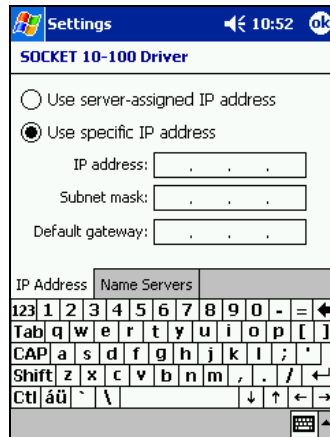 Settings 10:52 ok
SOCKET 10-100 Driver
Use server-assigned IP address
Use specific IP address
IP address: . . .
Subnet mask: . . .
Default gateway: . . .
IP Address Name Servers
123 1 2 3 4 5 6 7 8 9 0 - =
Tab q w e r t y u i o p [ ]
CAP a s d f g h j k l ; '
Shift z x c v b n m , . /
Ctl áü ` \